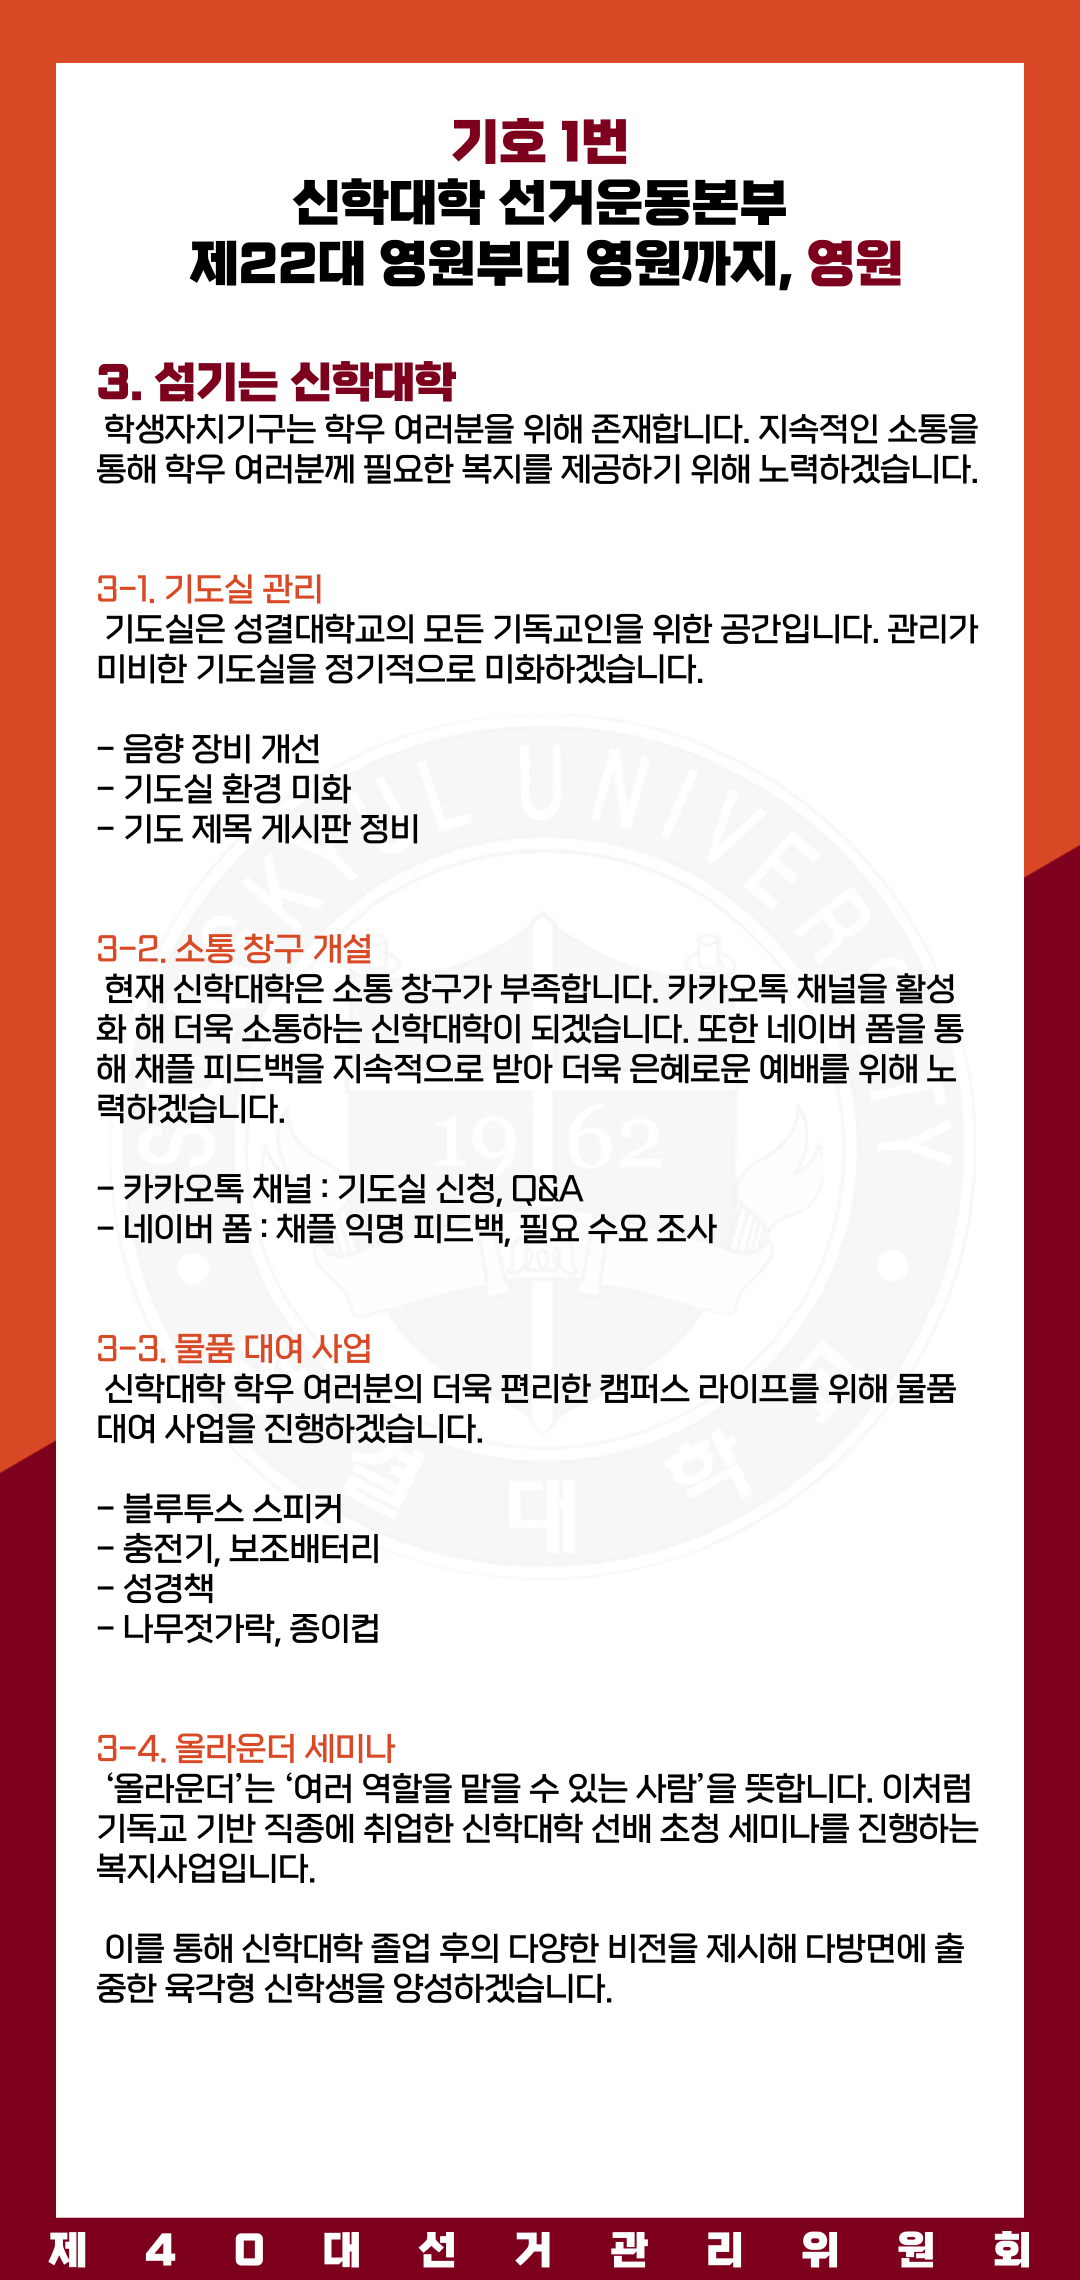 기호 1번
신학대학 선거운동본부
제22대 영원부터 영원까지, 영원
3. 섬기는 신학대학
학생자치기구는 학우 여러분을 위해 존재합니다. 지속적인 소통을
통해 학우 여러분께 필요한 복지를 제공하기 위해 노력하겠습니다.
3-1. 기도실 관리
기도실은 성결대학교의 모든 기독교인을 위한 공간입니다. 관리가
미비한 기도실을 정기적으로 미화하겠습니다.
- 음향 장비 개선
- 기도실 환경 미화
- 기도 제목 게시판 정비
3-2. 소통 창구 개설
현재 신학대학은 소통 창구가 부족합니다. 카카오톡 채널을 활성
화 해 더욱 소통하는 신학대학이 되겠습니다. 또한 네이버 폼을 통
해 채플 피드백을 지속적으로 받아 더욱 은혜로운 예배를 위해 노
력하겠습니다.
- 카카오톡 채널 : 기도실 신청, Q&A
- 네이버 폼 : 채플 익명 피드백, 필요 수요 조사
3-3. 물품 대여 사업
신학대학 학우 여러분의 더욱 편리한 캠퍼스 라이프를 위해 물품
대여 사업을 진행하겠습니다.
- 블루투스 스피커
- 충전기, 보조배터리
- 성경책
- 나무젓가락, 종이컵
3-4. 올라운더 세미나
‘올라운더’는 ‘여러 역할을 맡을 수 있는 사람’을 뜻합니다. 이처럼
기독교 기반 직종에 취업한 신학대학 선배 초청 세미나를 진행하는
복지사업입니다.
이를 통해 신학대학 졸업 후의 다양한 비전을 제시해 다방면에 출
중한 육각형 신학생을 양성하겠습니다.
UNIVERSITY
1962
결대학
제40대선거관리위원회